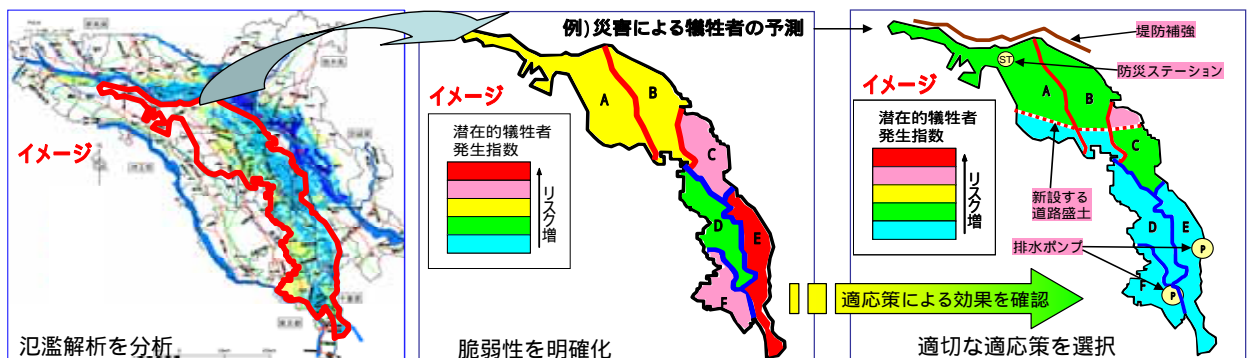 イメージ
氾濫解析を分析
例)災害による犠牲者の予測
イメージ
潜在的犠牲者
発生指数
リスク増
A
B
C
D
E
F
脆弱性を明確化
適応策による効果を確認
堤防補強
ST
防災ステーション
イメージ
潜在的犠牲者
発生指数
リスク増
A
B
C
新設する
道路盛土
D
E
排水ポンプ
P
F
P
適切な適応策を選択